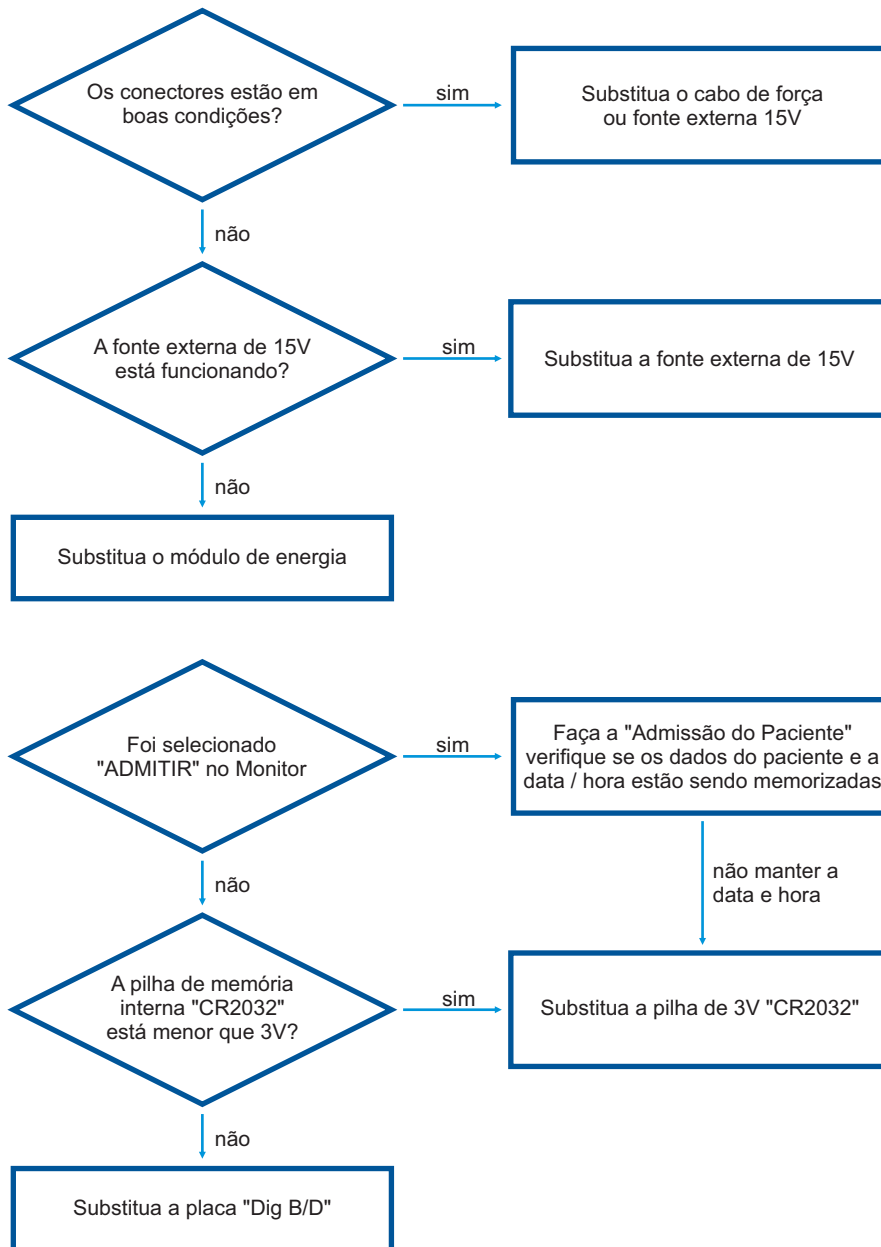 Os conectores estão em
boas condições?
sim
Substitua o cabo de força
ou fonte externa 15V
não
A fonte externa de 15V
está funcionando?
sim
Substitua a fonte externa de 15V
não
Substitua o módulo de energia
Foi selecionado
"ADMITIR" no Monitor
sim
Faça a "Admissão do Paciente"
verifique se os dados do paciente e a
data / hora estão sendo memorizadas
não
não manter a
data e hora
A pilha de memória
interna "CR2032"
está menor que 3V?
sim
Substitua a pilha de 3V "CR2032"
não
Substitua a placa "Dig B/D"